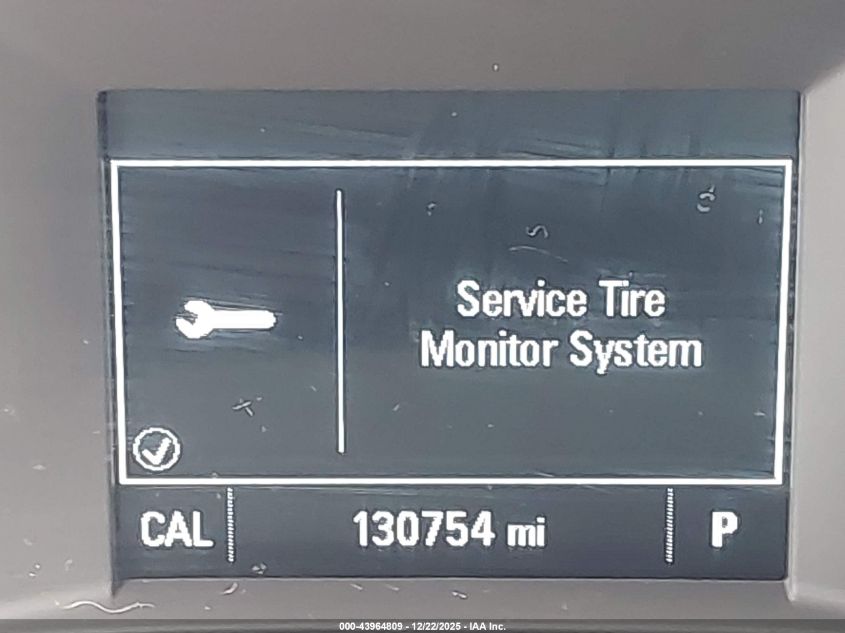 Service Tire
Monitor System
CAL 130754 mi P
000-43964809 - 12/22/2025 - IAA Inc.